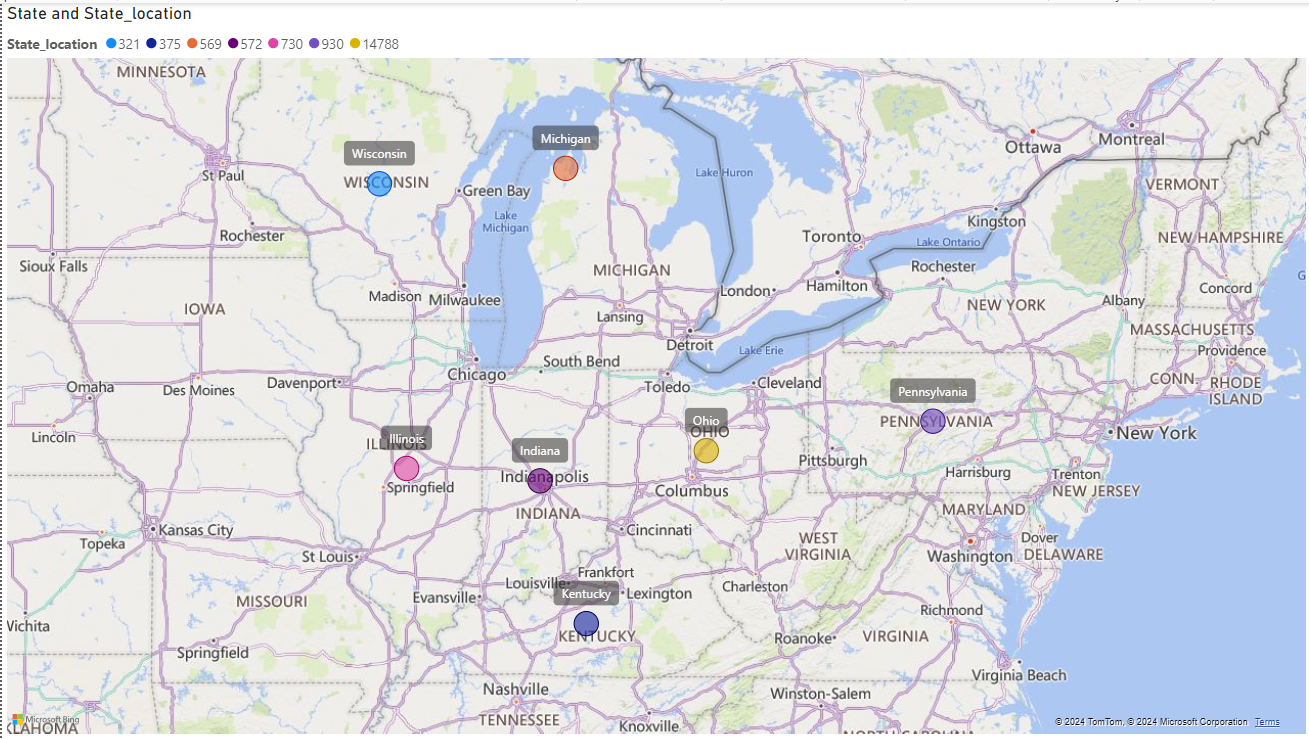 State and State_location
State_location 321 375 569 572 730 930 14788
MINNESOTA
Michigan
Ottawa
Montreal
Wisconsin
St Paul
WISCONSIN
Green Bay
Lake Huron
VERMONT
Lake
Michigan
Kingston
Rochester
Toronto
Lake Ontario
NEW HAMPSHIRE
Sioux Falls
MICHIGAN
Rochester
Madison
Milwaukee
London
Hamilton
Concord
IOWA
Lansing
NEW YORK
Albany
MASSACHUSETTS
Detroit
Lake Erie
Providence
Chicago
South Bend
CONN.
RHODE
ISLAND
Omaha
Des Moines
Davenport
Toledo
Cleveland
Pennsylvania
Lincoln
Illinois
ILLINOIS
Indiana
Ohio
OHIO
PENNSYLVANIA
New York
Pittsburgh
Indianapolis
Springfield
Columbus
Harrisburg
Trenton
NEW JERSEY
INDIANA
MARYLAND
Kansas City
Cincinnati
Topeka
St Louis
WEST
VIRGINIA
Washington
Dover
DELAWARE
Frankfort
Louisville
Kentucky
Lexington
Charleston
Evansville
MISSOURI
Richmond
Wichita
KENTUCKY
Roanoke
VIRGINIA
Springfield
Virginia Beach
Nashville
Winston-Salem
TENNESSEE
Knoxville
Microsoft Bing
© 2024 TomTom, © 2024 Microsoft Corporation Terms